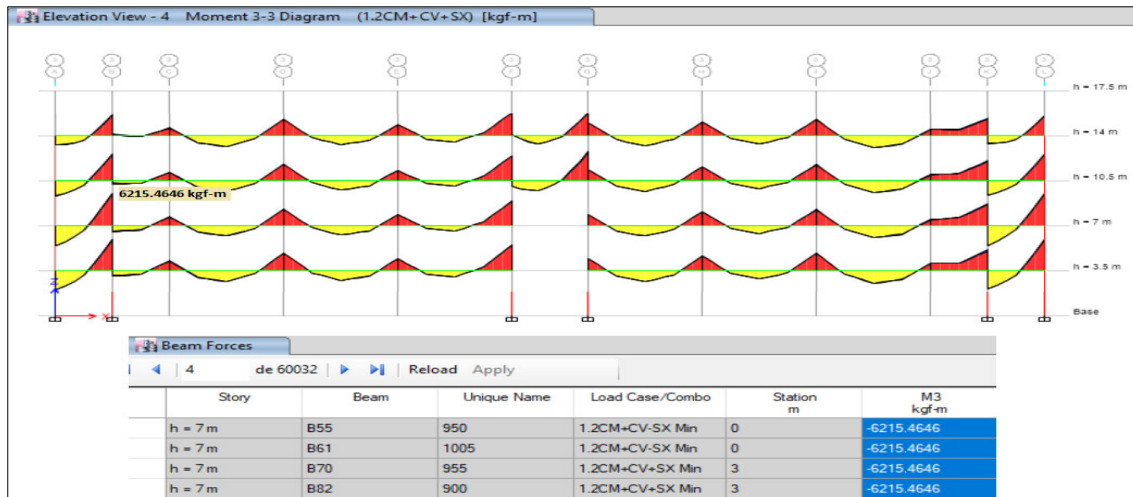 Elevation View - 4 Moment 3-3 Diagram (1.2CM+CV+SX) [kgf-m]
A B C D E F G H I J K L
h = 17.5 m
h = 14 m
h = 10.5 m
6215.4646 kgf-m
h = 7 m
h = 3.5 m
Z
X
Base
Beam Forces
4 de 60032 Reload Apply
Story Beam Unique Name Load Case/Combo Station m M3 kgf-m
h = 7 m B55 950 1.2CM+CV-SX Min 0 -6215.4646
h = 7 m B61 1005 1.2CM+CV-SX Min 0 -6215.4646
h = 7 m B70 955 1.2CM+CV+SX Min 3 -6215.4646
h = 7 m B82 900 1.2CM+CV+SX Min 3 -6215.4646